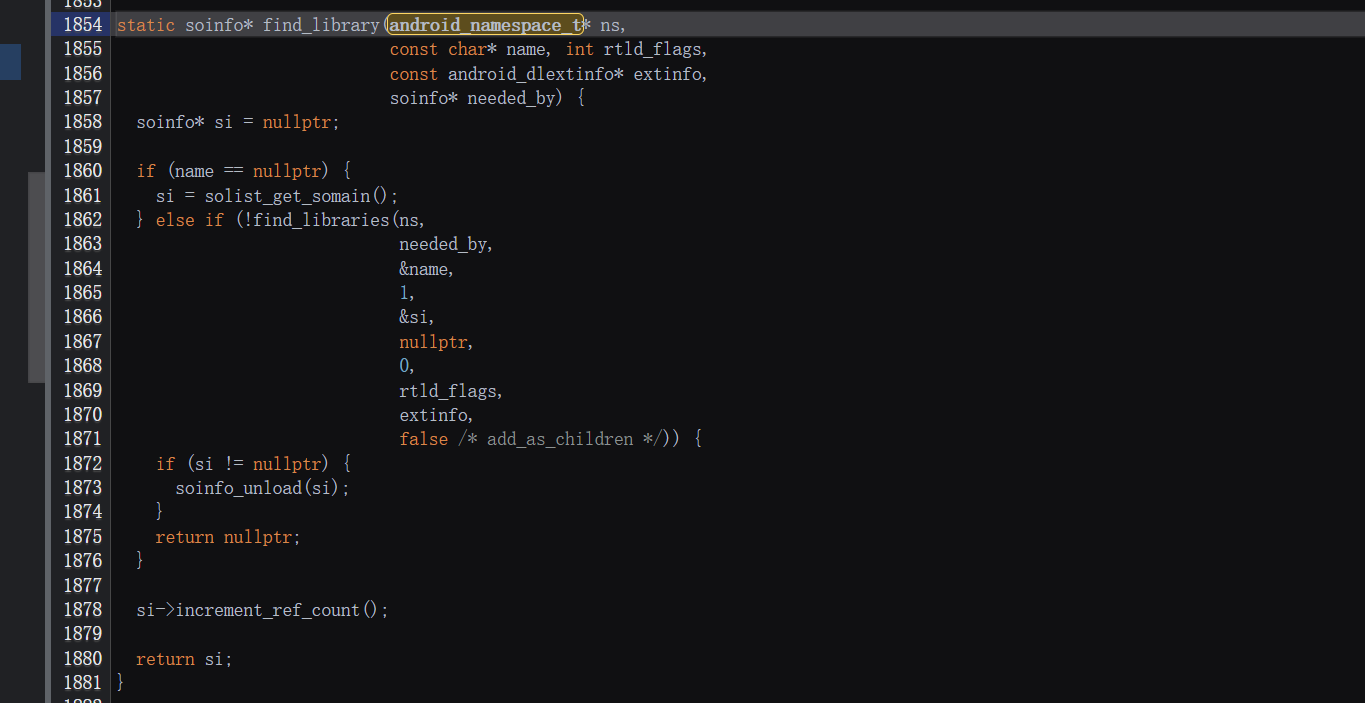 1853
1854 static soinfo* find_library(android_namespace_t* ns,
1855                             const char* name, int rtld_flags,
1856                             const android_dlextinfo* extinfo,
1857                             soinfo* needed_by) {
1858   soinfo* si = nullptr;
1859
1860   if (name == nullptr) {
1861     si = solist_get_somain();
1862   } else if (!find_libraries(ns,
1863                              needed_by,
1864                              &name,
1865                              1,
1866                              &si,
1867                              nullptr,
1868                              0,
1869                              rtld_flags,
1870                              extinfo,
1871                              false /* add_as_children */)) {
1872     if (si != nullptr) {
1873       soinfo_unload(si);
1874     }
1875     return nullptr;
1876   }
1877
1878   si->increment_ref_count();
1879
1880   return si;
1881 }